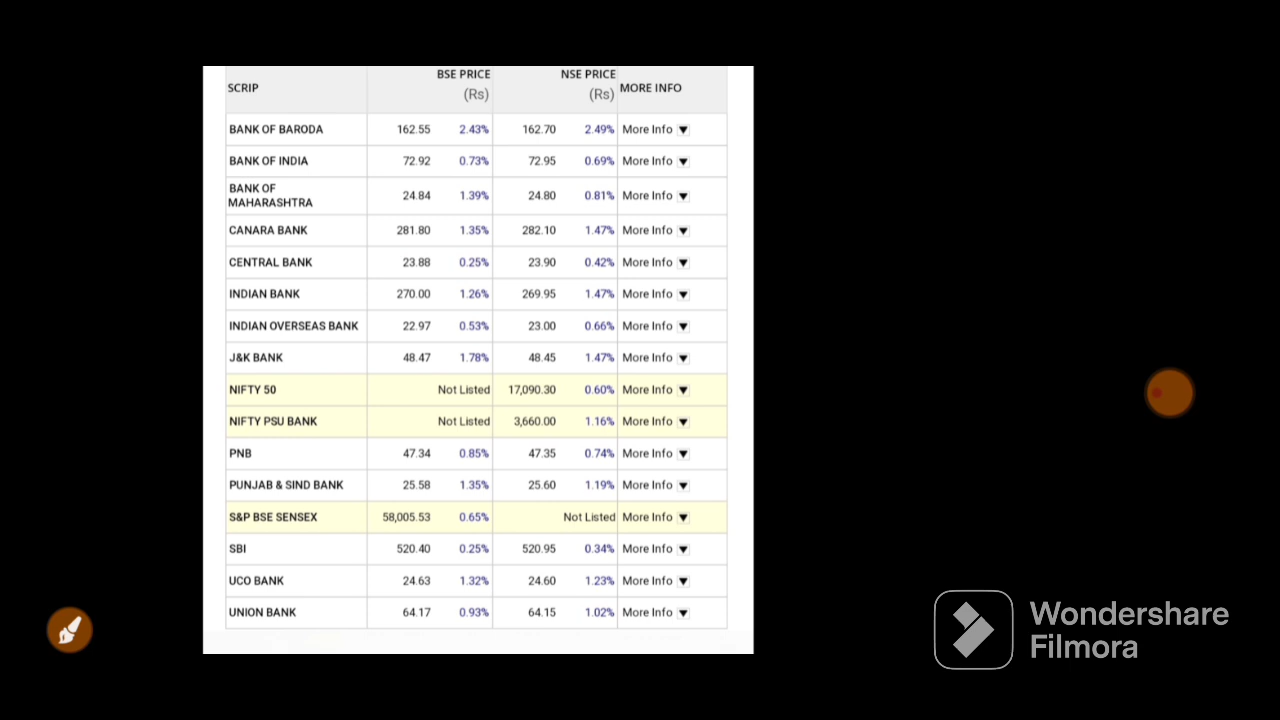 SCRIP BSE PRICE (Rs) NSE PRICE (Rs) MORE INFO
BANK OF BARODA 162.55 2.43% 162.70 2.49% More Info ▼
BANK OF INDIA 72.92 0.73% 72.95 0.69% More Info ▼
BANK OF
MAHARASHTRA 24.84 1.39% 24.80 0.81% More Info ▼
CANARA BANK 281.80 1.35% 282.10 1.47% More Info ▼
CENTRAL BANK 23.88 0.25% 23.90 0.42% More Info ▼
INDIAN BANK 270.00 1.26% 269.95 1.47% More Info ▼
INDIAN OVERSEAS BANK 22.97 0.53% 23.00 0.66% More Info ▼
J&K BANK 48.47 1.78% 48.45 1.47% More Info ▼
NIFTY 50 Not Listed 17,090.30 0.60% More Info ▼
NIFTY PSU BANK Not Listed 3,660.00 1.16% More Info ▼
PNB 47.34 0.85% 47.35 0.74% More Info ▼
PUNJAB & SIND BANK 25.58 1.35% 25.60 1.19% More Info ▼
S&P BSE SENSEX 58,005.53 0.65% Not Listed More Info ▼
SBI 520.40 0.25% 520.95 0.34% More Info ▼
UCO BANK 24.63 1.32% 24.60 1.23% More Info ▼
UNION BANK 64.17 0.93% 64.15 1.02% More Info ▼
Wondershare
Filmora